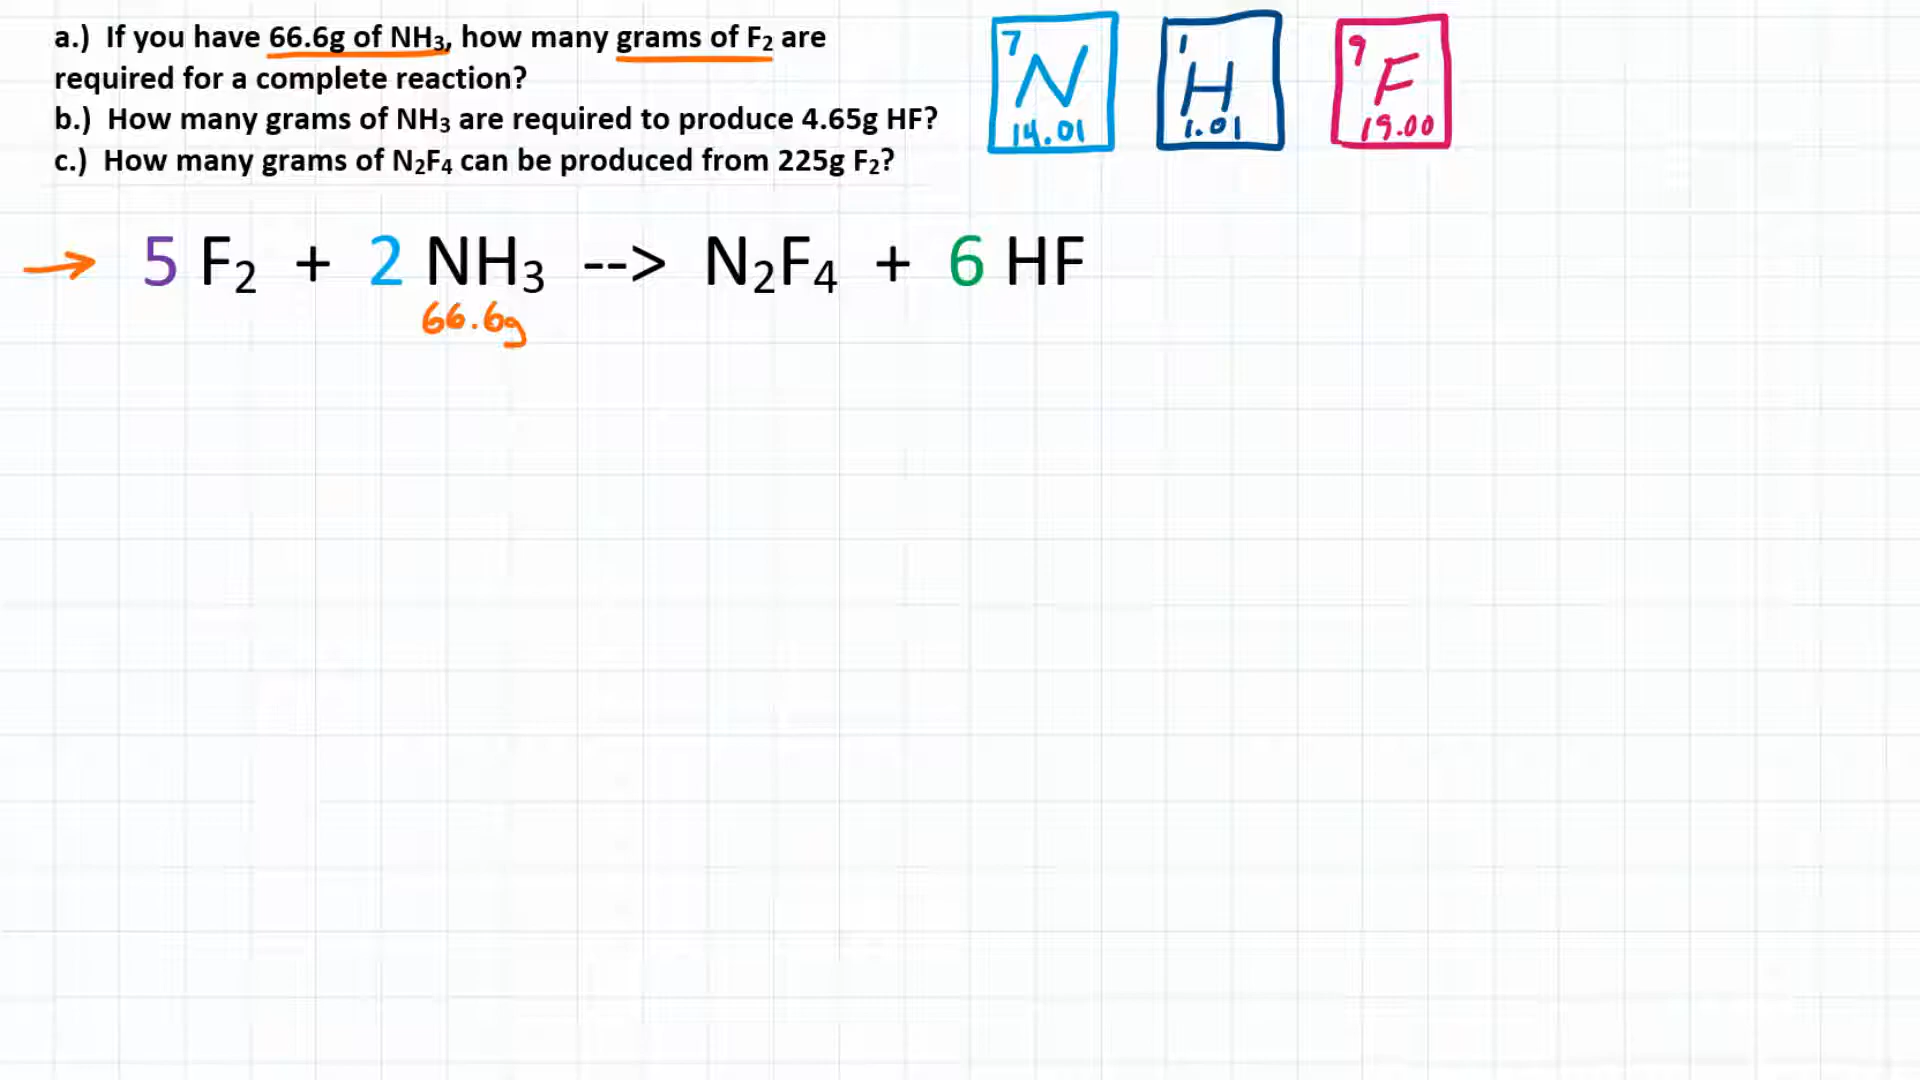 a.) If you have 66.6g of NH₃, how many grams of F₂ are
required for a complete reaction?
b.) How many grams of NH₃ are required to produce 4.65g HF?
c.) How many grams of N₂F₄ can be produced from 225g F₂?
7
N
14.01
1
H
1.01
9
F
19.00
→ 5 F₂ + 2 NH₃ --> N₂F₄ + 6 HF
66.6g